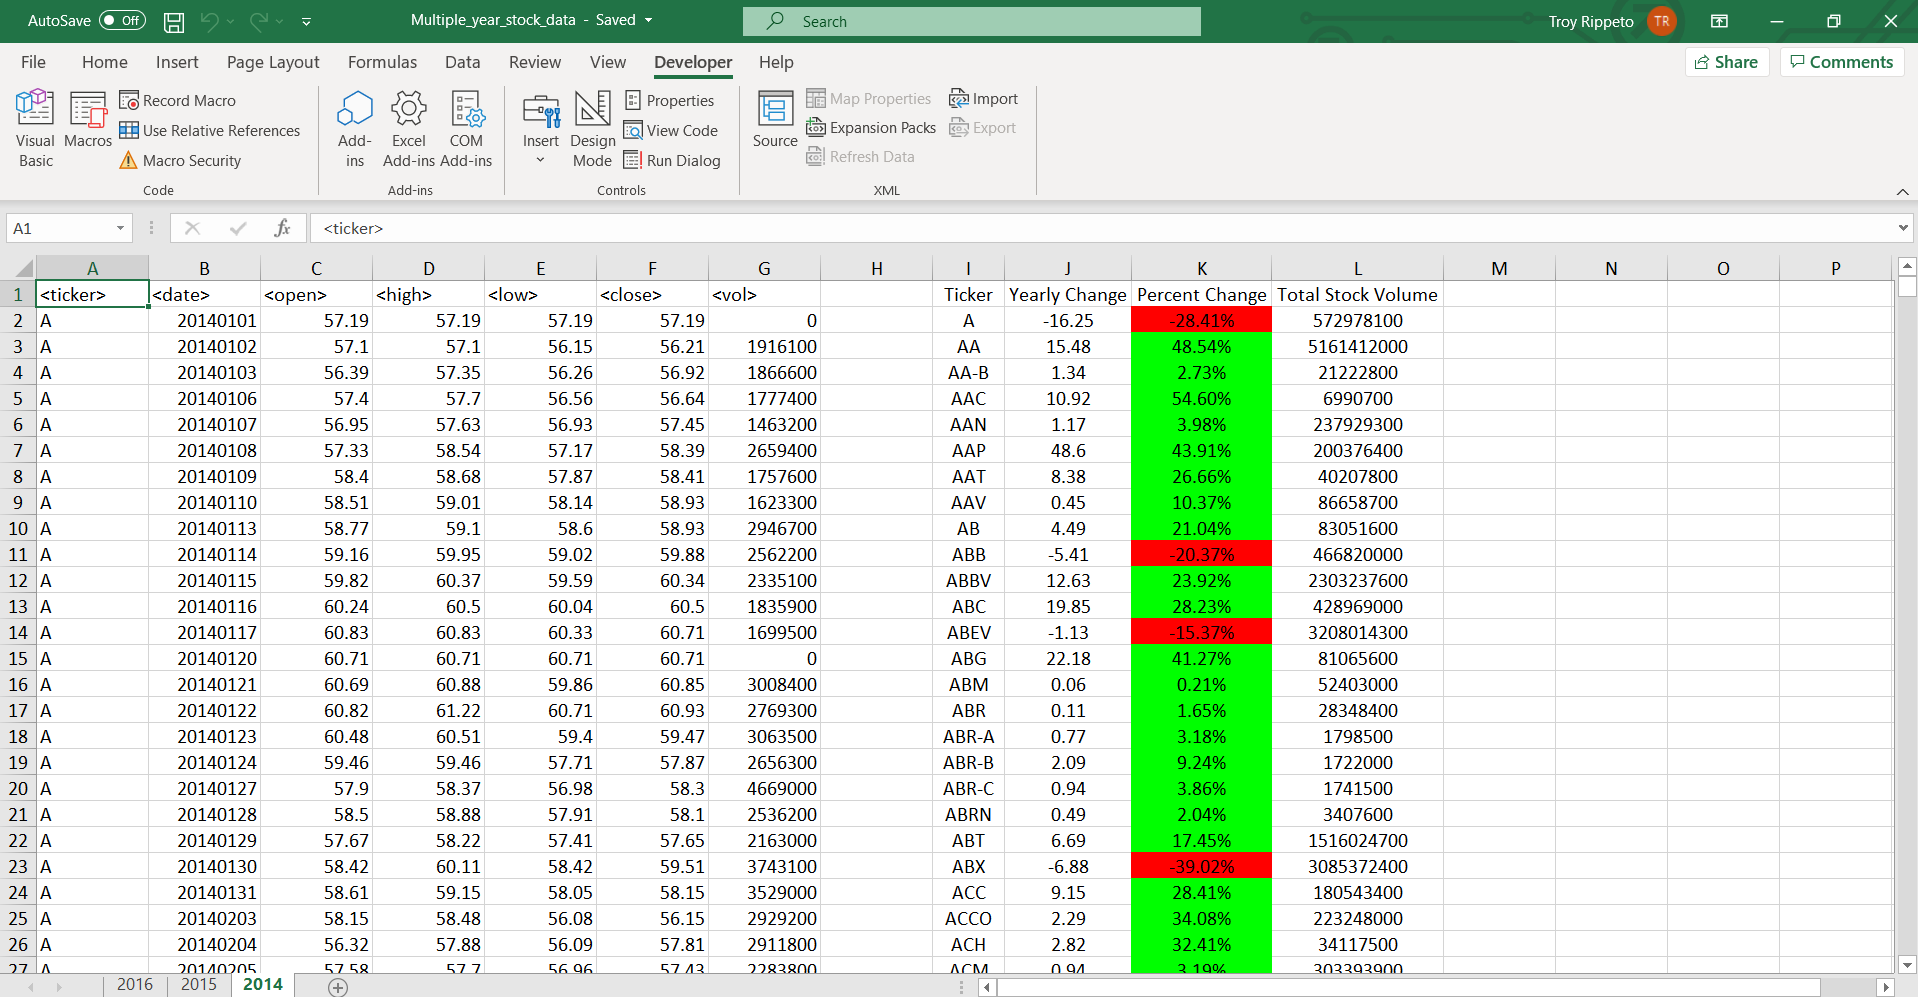 AutoSave Off Multiple_year_stock_data - Saved Search Troy Rippeto TR
File Home Insert Page Layout Formulas Data Review View Developer Help Share Comments
Visual Basic
Macros
Record Macro
Use Relative References
Macro Security
Code
Add-ins
Excel Add-ins
COM Add-ins
Add-ins
Insert
Design Mode
Properties
View Code
Run Dialog
Controls
Source
Map Properties
Expansion Packs
Refresh Data
Import
Export
XML
A1 fx <ticker>
A B C D E F G H I J K L M N O P
1 <ticker> <date> <open> <high> <low> <close> <vol> Ticker Yearly Change Percent Change Total Stock Volume
2 A 20140101 57.19 57.19 57.19 57.19 0 A -16.25 -28.41% 572978100
3 A 20140102 57.1 57.1 56.15 56.21 1916100 AA 15.48 48.54% 5161412000
4 A 20140103 56.39 57.35 56.26 56.92 1866600 AA-B 1.34 2.73% 21222800
5 A 20140106 57.4 57.7 56.56 56.64 1777400 AAC 10.92 54.60% 6990700
6 A 20140107 56.95 57.63 56.93 57.45 1463200 AAN 1.17 3.98% 237929300
7 A 20140108 57.33 58.54 57.17 58.39 2659400 AAP 48.6 43.91% 200376400
8 A 20140109 58.4 58.68 57.87 58.41 1757600 AAT 8.38 26.66% 40207800
9 A 20140110 58.51 59.01 58.14 58.93 1623300 AAV 0.45 10.37% 86658700
10 A 20140113 58.77 59.1 58.6 58.93 2946700 AB 4.49 21.04% 83051600
11 A 20140114 59.16 59.95 59.02 59.88 2562200 ABB -5.41 -20.37% 466820000
12 A 20140115 59.82 60.37 59.59 60.34 2335100 ABBV 12.63 23.92% 2303237600
13 A 20140116 60.24 60.5 60.04 60.5 1835900 ABC 19.85 28.23% 428969000
14 A 20140117 60.83 60.83 60.33 60.71 1699500 ABEV -1.13 -15.37% 3208014300
15 A 20140120 60.71 60.71 60.71 60.71 0 ABG 22.18 41.27% 81065600
16 A 20140121 60.69 60.88 59.86 60.85 3008400 ABM 0.06 0.21% 52403000
17 A 20140122 60.82 61.22 60.71 60.93 2769300 ABR 0.11 1.65% 28348400
18 A 20140123 60.48 60.51 59.4 59.47 3063500 ABR-A 0.77 3.18% 1798500
19 A 20140124 59.46 59.46 57.71 57.87 2656300 ABR-B 2.09 9.24% 1722000
20 A 20140127 57.9 58.37 56.98 58.3 4669000 ABR-C 0.94 3.86% 1741500
21 A 20140128 58.5 58.88 57.91 58.1 2536200 ABRN 0.49 2.04% 3407600
22 A 20140129 57.67 58.22 57.41 57.65 2163000 ABT 6.69 17.45% 1516024700
23 A 20140130 58.42 60.11 58.42 59.51 3743100 ABX -6.88 -39.02% 3085372400
24 A 20140131 58.61 59.15 58.05 58.15 3529000 ACC 9.15 28.41% 180543400
25 A 20140203 58.15 58.48 56.08 56.15 2929200 ACCO 2.29 34.08% 223248000
26 A 20140204 56.32 57.88 56.09 57.81 2911800 ACH 2.82 32.41% 34117500
27 A 20140205 57.58 57.7 56.96 57.43 2283800 ACM 0.94 3.19% 303393900
2016 2015 2014